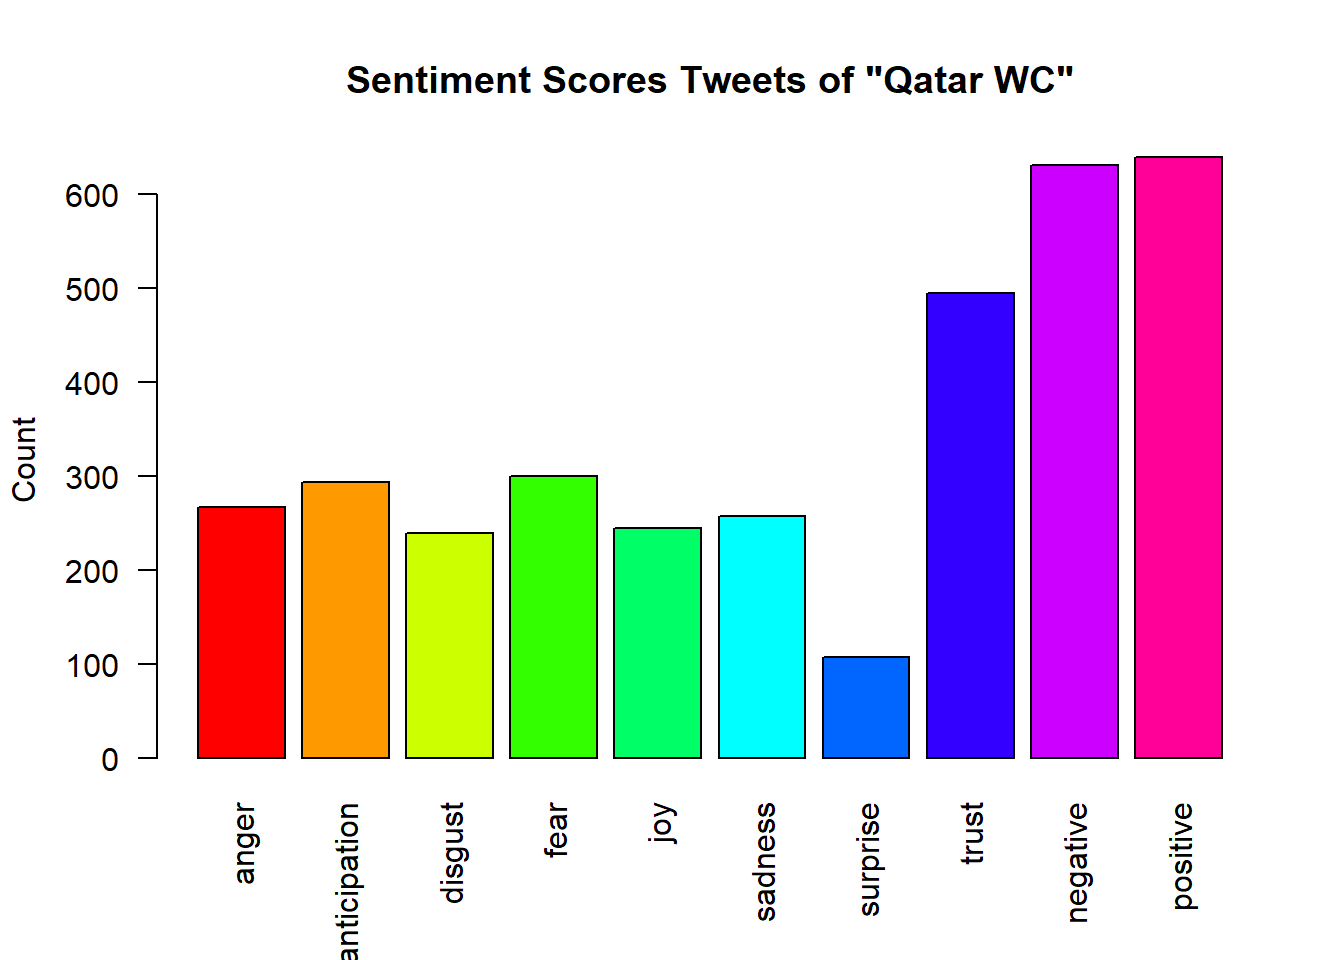 Sentiment Scores Tweets of "Qatar WC"
Count
600
500
400
300
200
100
0
anger
anticipation
disgust
fear
joy
sadness
surprise
trust
negative
positive